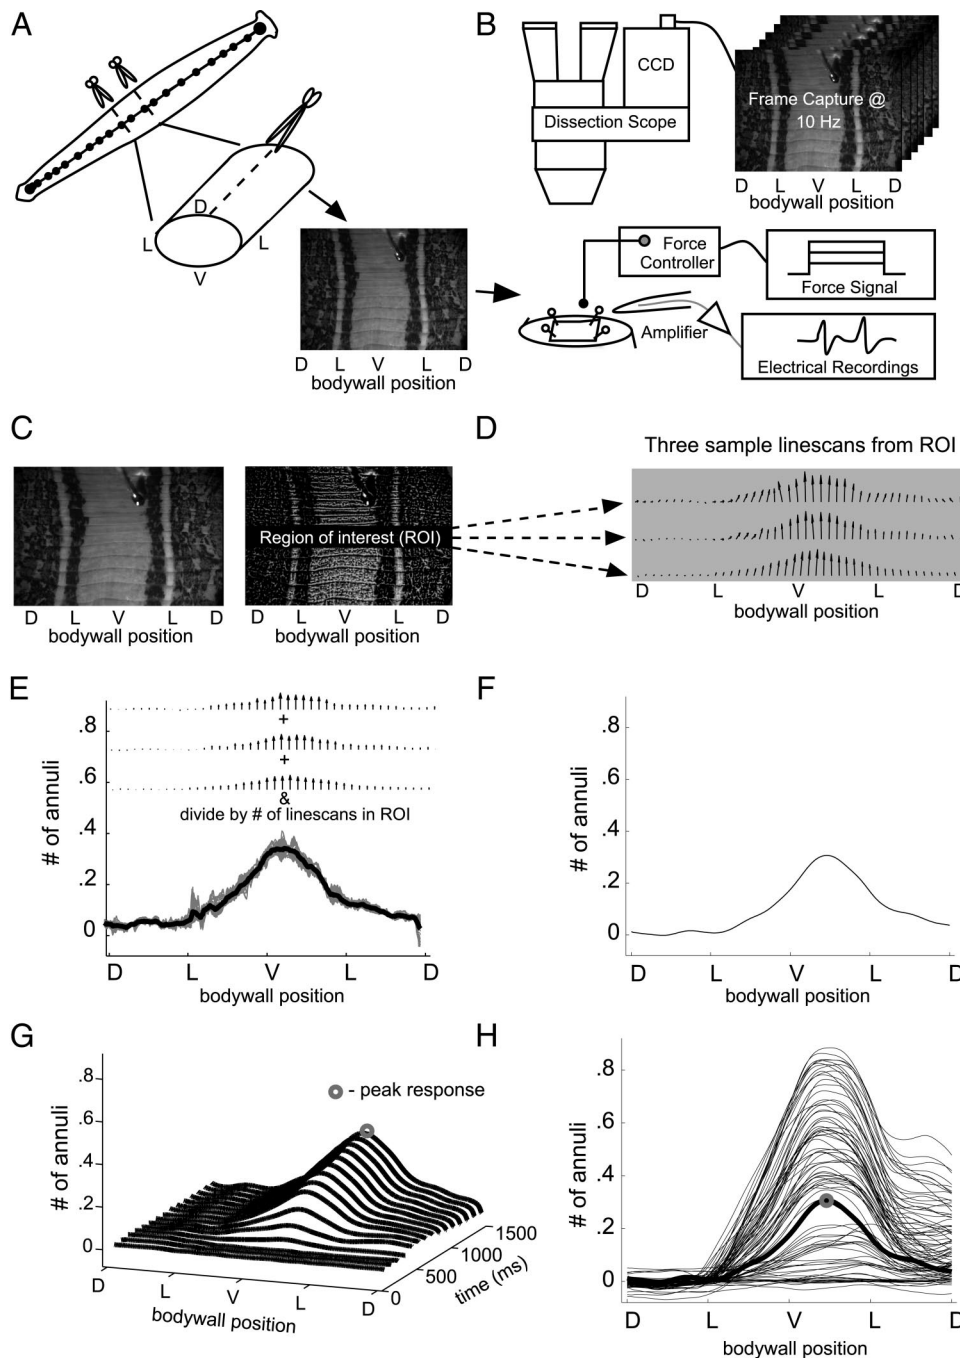 A
D
L
L
V
D L V L D
bodywall position
B
CCD
Dissection Scope
Frame Capture @
10 Hz
D L V L D
bodywall position
Force
Controller
Force Signal
Amplifier
Electrical Recordings
C
D L V L D
bodywall position
Region of interest (ROI)
D L V L D
bodywall position
D
Three sample linescans from ROI
D L V L D
bodywall position
E
# of annuli
.8
.6
.4
.2
0
+
+
&
divide by # of linescans in ROI
D L V L D
bodywall position
F
# of annuli
.8
.6
.4
.2
0
D L V L D
bodywall position
G
# of annuli
.8
.6
.4
.2
0
- peak response
D L V L D
bodywall position
0 500 1000 1500
time (ms)
H
# of annuli
.8
.6
.4
.2
0
D L V L D
bodywall position